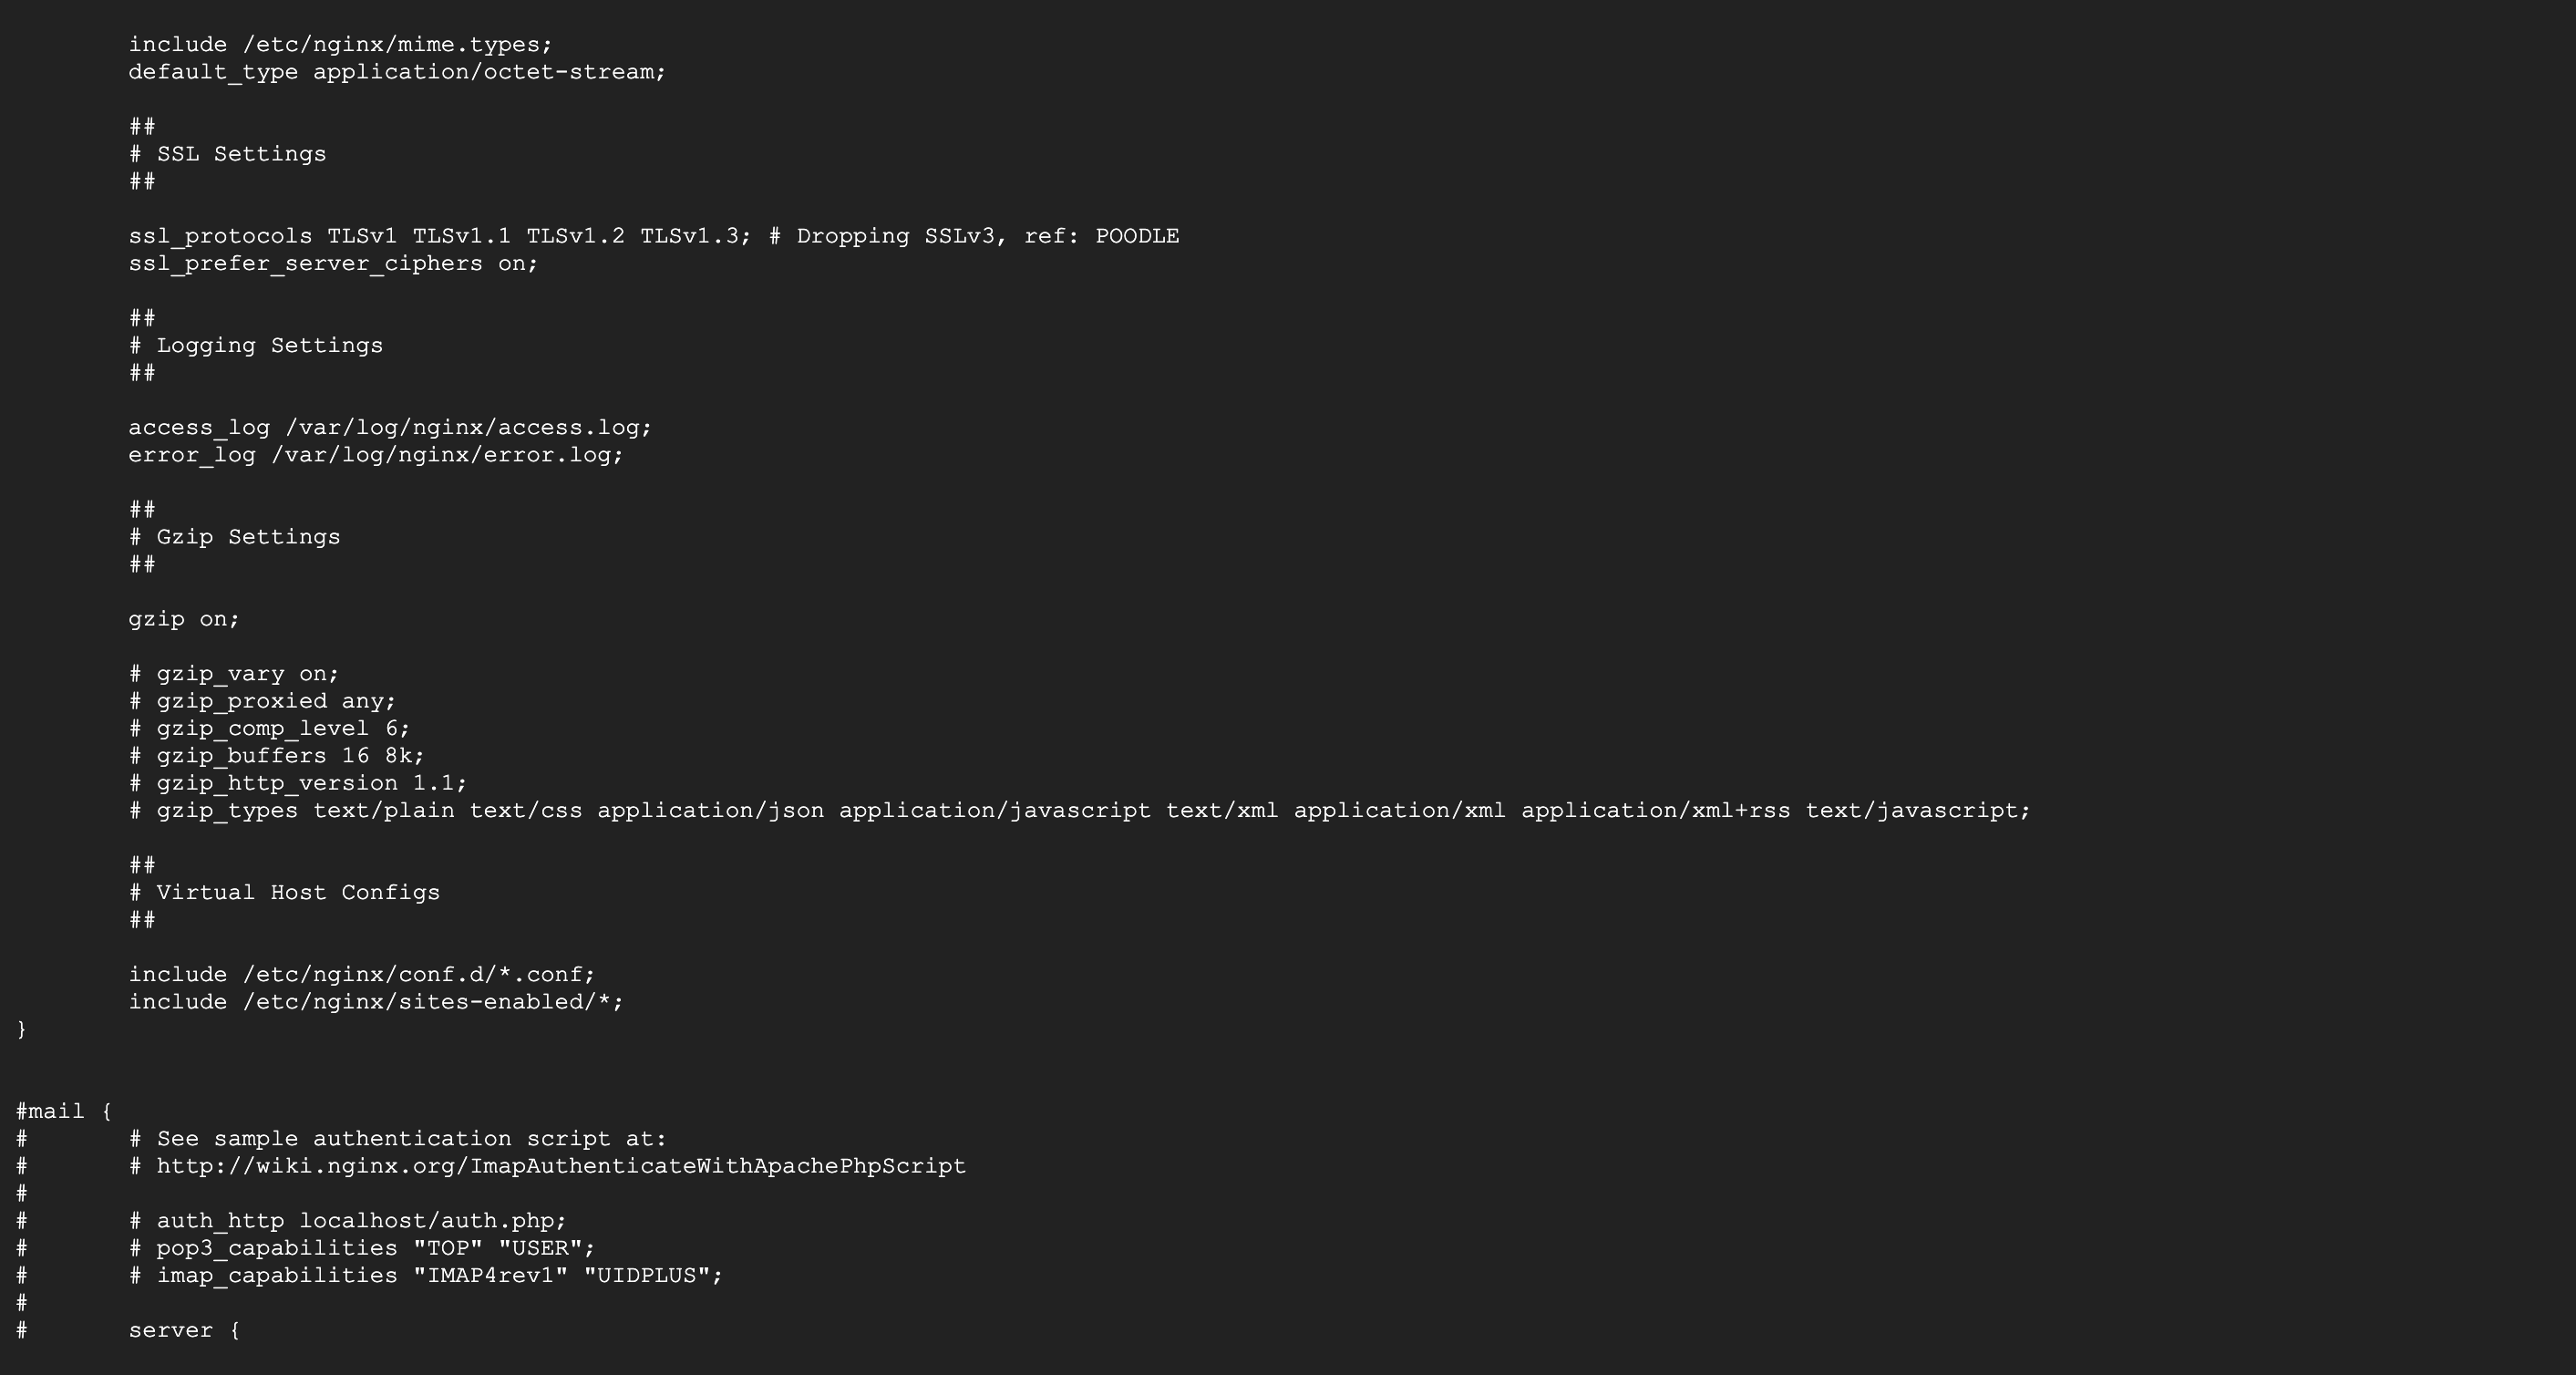 include /etc/nginx/mime.types;
default_type application/octet-stream;
##
# SSL Settings
##
ssl_protocols TLSv1 TLSv1.1 TLSv1.2 TLSv1.3; # Dropping SSLv3, ref: POODLE
ssl_prefer_server_ciphers on;
##
# Logging Settings
##
access_log /var/log/nginx/access.log;
error_log /var/log/nginx/error.log;
##
# Gzip Settings
##
gzip on;
# gzip_vary on;
# gzip_proxied any;
# gzip_comp_level 6;
# gzip_buffers 16 8k;
# gzip_http_version 1.1;
# gzip_types text/plain text/css application/json application/javascript text/xml application/xml application/xml+rss text/javascript;
##
# Virtual Host Configs
##
include /etc/nginx/conf.d/*.conf;
include /etc/nginx/sites-enabled/*;
}
#mail {
#       # See sample authentication script at:
#       # http://wiki.nginx.org/ImapAuthenticateWithApachePhpScript
#
#       # auth_http localhost/auth.php;
#       # pop3_capabilities "TOP" "USER";
#       # imap_capabilities "IMAP4rev1" "UIDPLUS";
#
#       server {